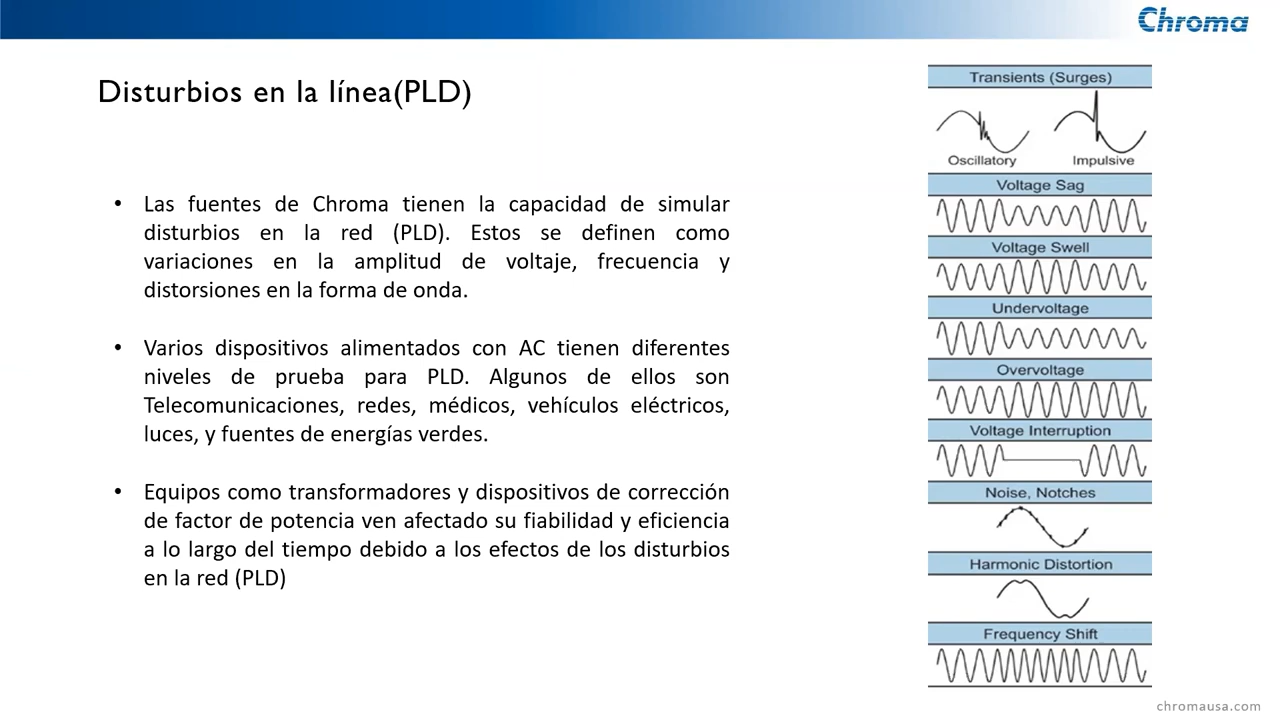 Chroma
Disturbios en la línea(PLD)
• Las fuentes de Chroma tienen la capacidad de simular
disturbios en la red (PLD). Estos se definen como
variaciones en la amplitud de voltaje, frecuencia y
distorsiones en la forma de onda.
• Varios dispositivos alimentados con AC tienen diferentes
niveles de prueba para PLD. Algunos de ellos son
Telecomunicaciones, redes, médicos, vehículos eléctricos,
luces, y fuentes de energías verdes.
• Equipos como transformadores y dispositivos de corrección
de factor de potencia ven afectado su fiabilidad y eficiencia
a lo largo del tiempo debido a los efectos de los disturbios
en la red (PLD)
Transients (Surges)
Oscillatory Impulsive
Voltage Sag
Voltage Swell
Undervoltage
Overvoltage
Voltage Interruption
Noise, Notches
Harmonic Distortion
Frequency Shift
chromausa.com